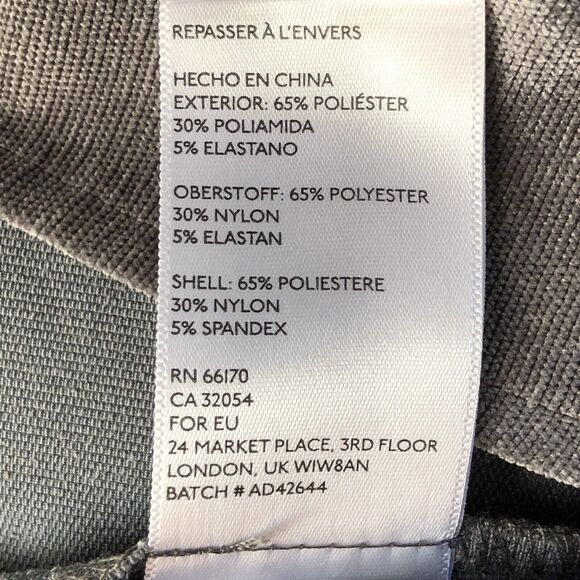 REPASSER À L'ENVERS
HECHO EN CHINA
EXTERIOR: 65% POLIÉSTER
30% POLIAMIDA
5% ELASTANO
OBERSTOFF: 65% POLYESTER
30% NYLON
5% ELASTAN
SHELL: 65% POLIESTERE
30% NYLON
5% SPANDEX
RN 66170
CA 32054
FOR EU
24 MARKET PLACE, 3RD FLOOR
LONDON, UK W1W8AN
BATCH # AD42644